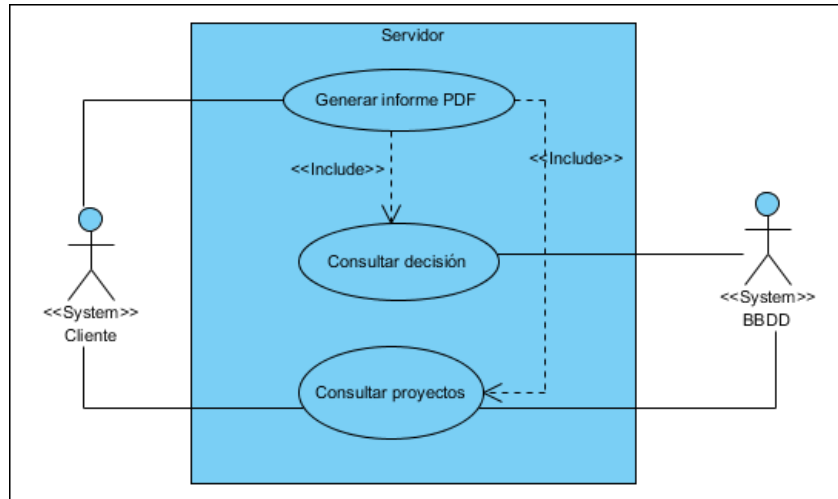 Servidor
Generar informe PDF
<<Include>>
<<Include>>
Consultar decisión
<<System>>
Cliente
<<System>>
BBDD
Consultar proyectos